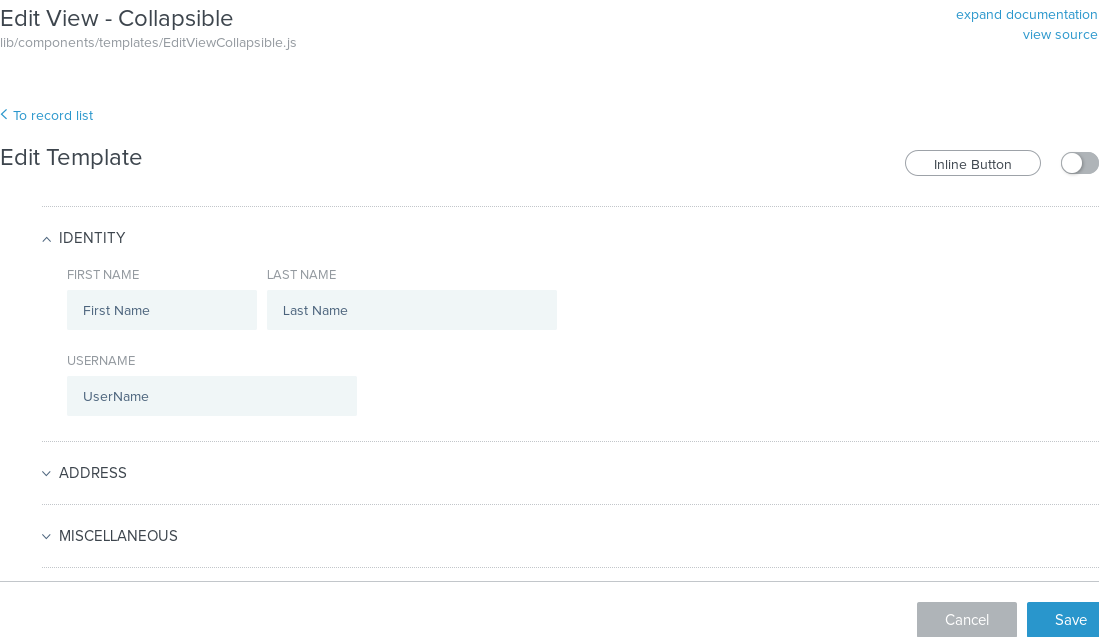 Edit View - Collapsible
expand documentation
lib/components/templates/EditViewCollapsible.js
view source
To record list
Edit Template
Inline Button
IDENTITY
FIRST NAME LAST NAME
First Name Last Name
USERNAME
UserName
ADDRESS
MISCELLANEOUS
Cancel Save